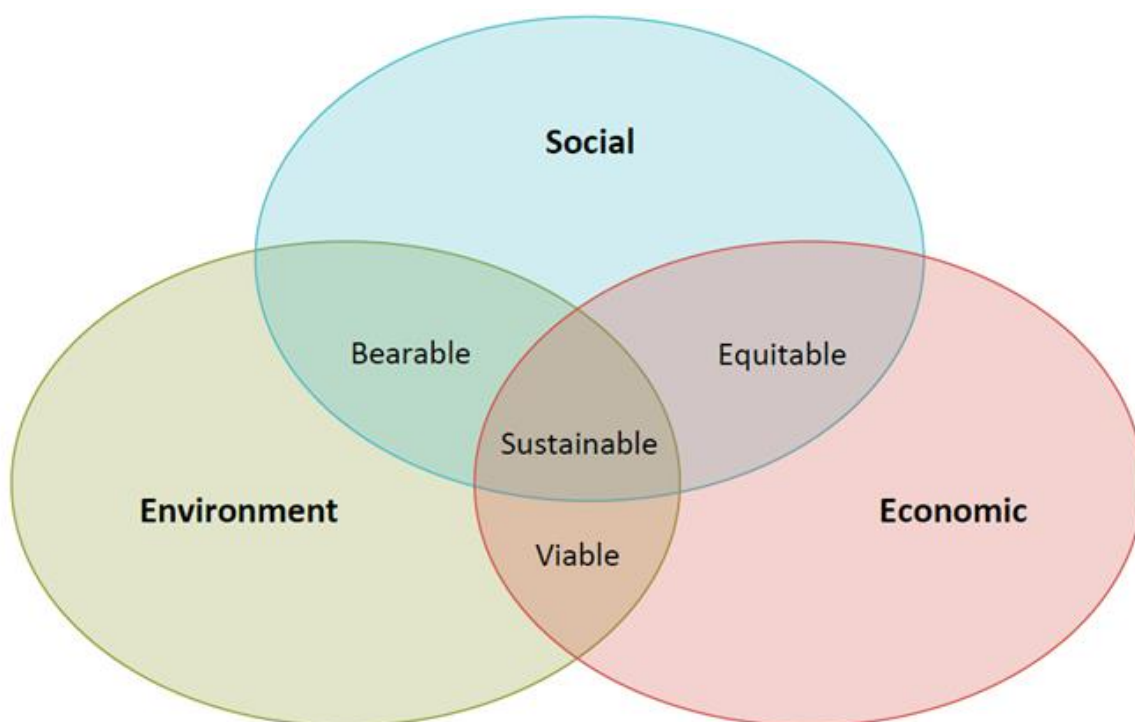 Social
Bearable
Equitable
Sustainable
Environment
Economic
Viable